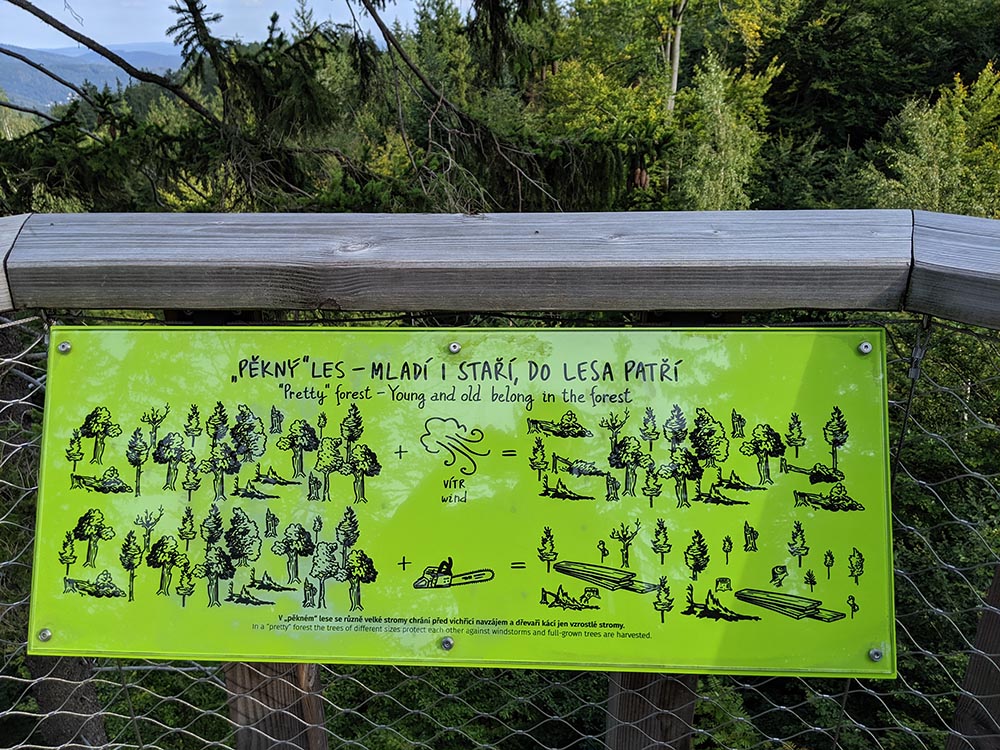 „PĚKNÝ" LES – MLADÍ I STAŘÍ, DO LESA PATŘÍ
"Pretty" forest – Young and old belong in the forest
+ =
VÍTR
wind
+ =
V „pěkném" lese se různě velké stromy chrání před vichřicí navzájem a dřevaři kácí jen vzrostlé stromy.
In a "pretty" forest the trees of different sizes protect each other against windstorms and full-grown trees are harvested.